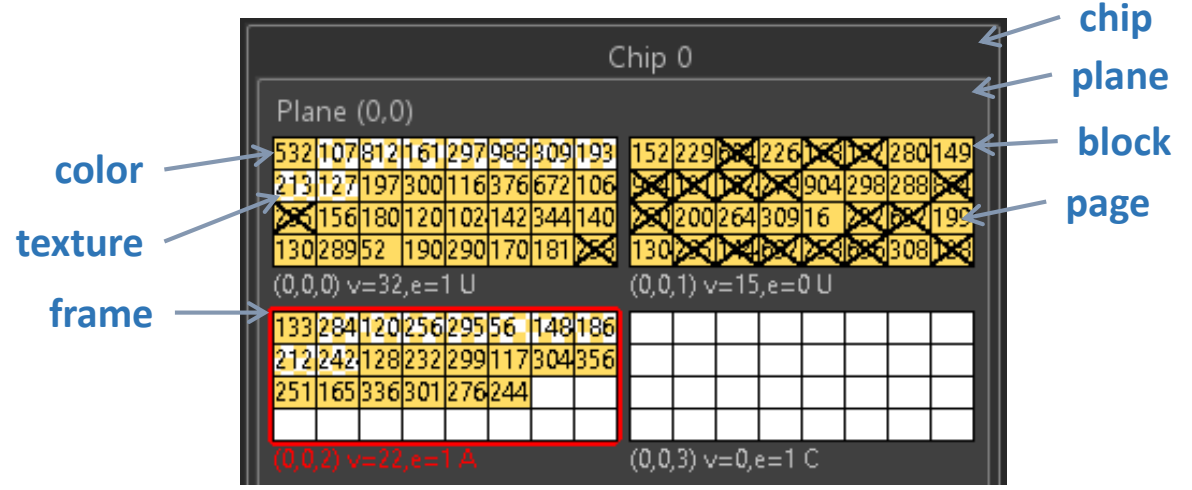 chip
Chip 0
plane
Plane (0,0)
block
color
532 107 812 161 297 988 309 193 152 229 226 280 149
213 127 197 300 116 376 672 106 904 298 288
page
156 180 120 102 142 344 140 200 264 309 16 199
texture
130 289 52 190 290 170 181 130 308
(0,0,0) v=32,e=1 U (0,0,1) v=15,e=0 U
frame
133 284 120 256 295 56 148 186
212 242 128 232 299 117 304 356
251 165 336 301 276 244
(0,0,2) v=22,e=1 A (0,0,3) v=0,e=1 C